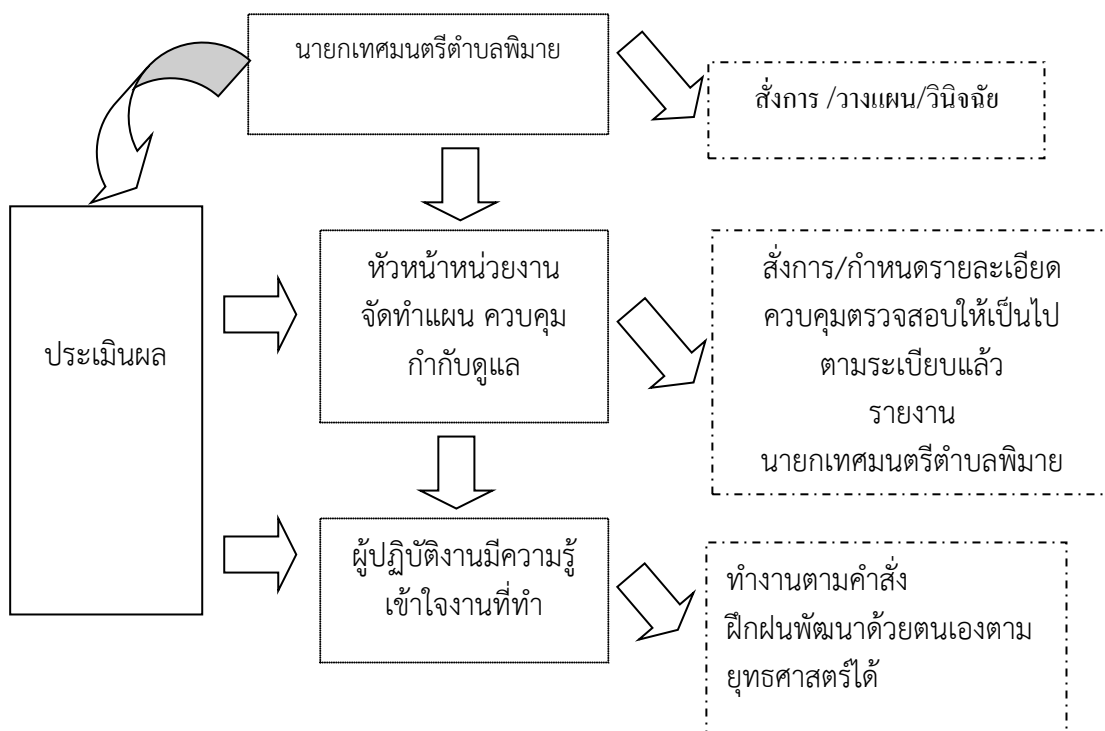 นายกเทศมนตรีตำบลพิมาย
สั่งการ /วางแผน/วินิจฉัย
หัวหน้าหน่วยงาน
จัดทำแผน ควบคุม
กำกับดูแล
สั่งการ/กำหนดรายละเอียด
ควบคุมตรวจสอบให้เป็นไป
ตามระเบียบแล้ว
รายงาน
นายกเทศมนตรีตำบลพิมาย
ประเมินผล
ผู้ปฏิบัติงานมีความรู้
เข้าใจงานที่ทำ
ทำงานตามคำสั่ง
ฝึกฝนพัฒนาด้วยตนเองตาม
ยุทธศาสตร์ได้